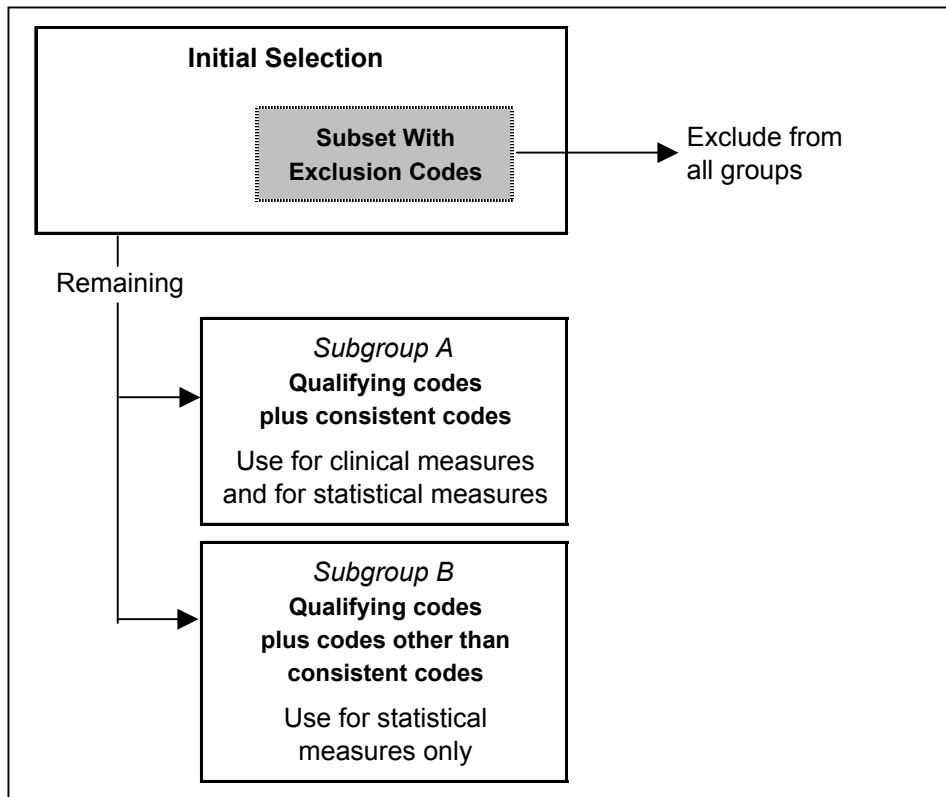 Initial Selection
Subset With
Exclusion Codes
Exclude from
all groups
Remaining
Subgroup A
Qualifying codes
plus consistent codes
Use for clinical measures
and for statistical measures
Subgroup B
Qualifying codes
plus codes other than
consistent codes
Use for statistical
measures only